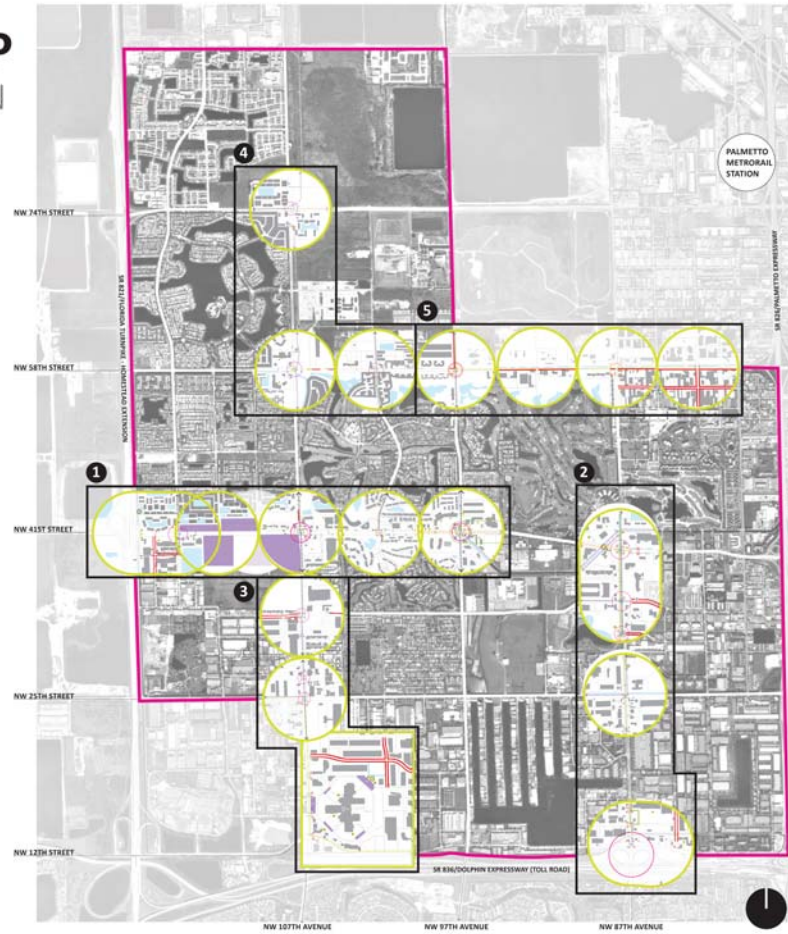 P
4
PALMETTO
METRORAIL
STATION
NW 74TH STREET
SR 821/FLORIDA TURNPIKE - HOMESTEAD EXTENSION
SR 826/PALMETTO EXPRESSWAY
5
NW 58TH STREET
1
2
NW 41ST STREET
3
NW 25TH STREET
NW 12TH STREET
SR 836/DOLPHIN EXPRESSWAY (TOLL ROAD)
NW 107TH AVENUE
NW 97TH AVENUE
NW 87TH AVENUE